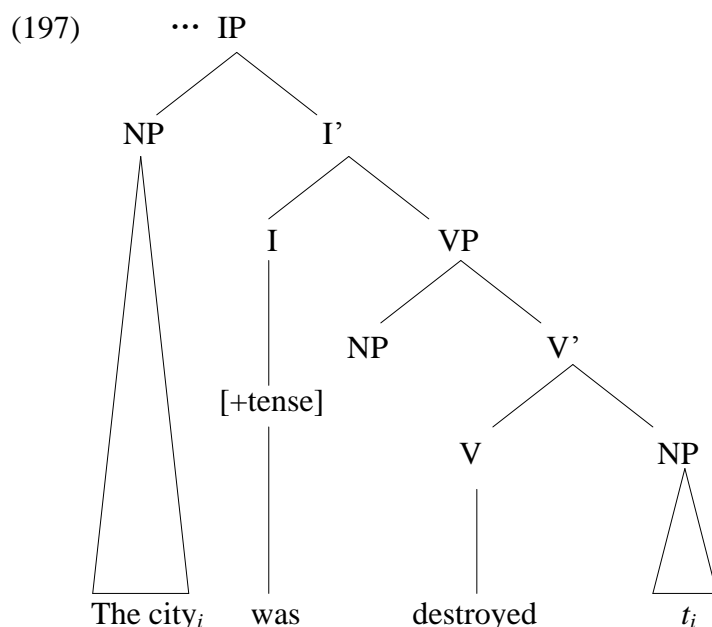 (197) ··· IP
NP I’
I VP
NP V’
[+tense]
V NP
The city_i was destroyed t_i